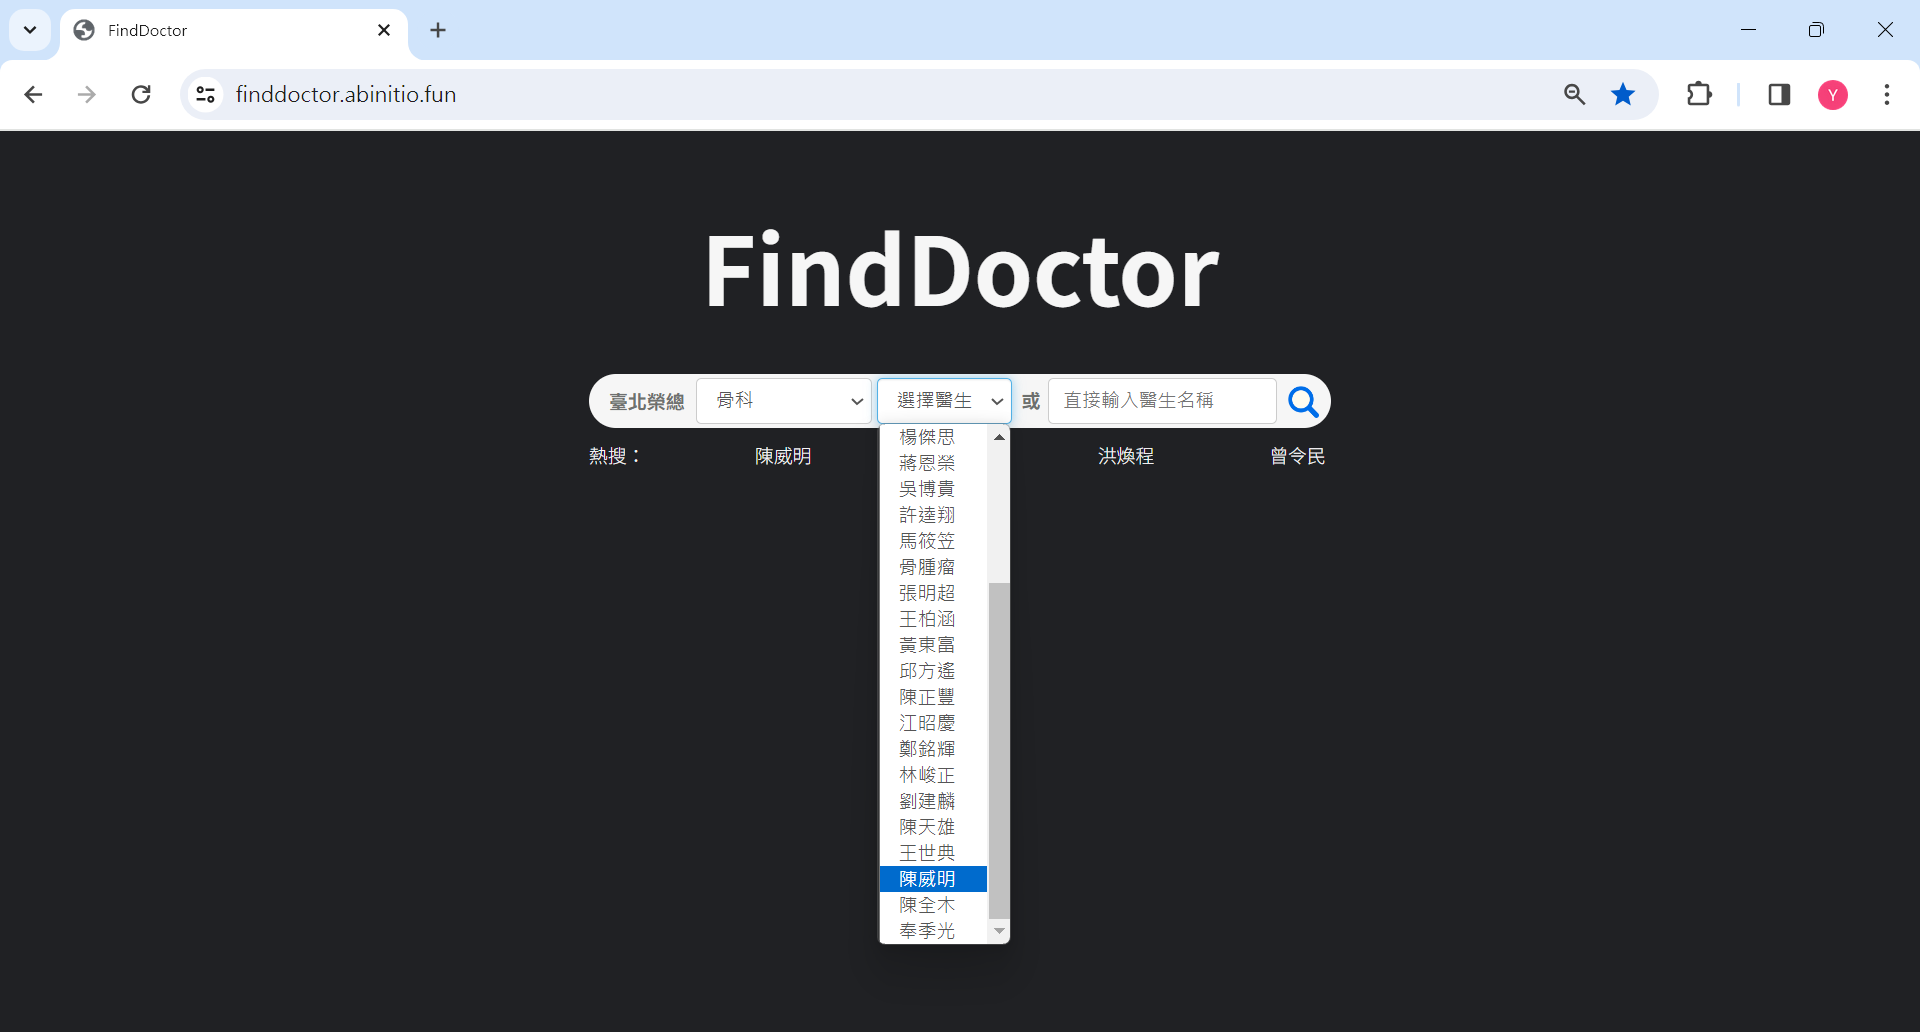 FindDoctor
finddoctor.abinitio.fun
Y
FindDoctor
臺北榮總 骨科 選擇醫生 或 直接輸入醫生名稱
熱搜： 陳威明 洪煥程 曾令民
楊傑思
蔣恩榮
吳博貴
許達翔
馬筱笠
骨腫瘤
張明超
王柏涵
黃東富
邱方遙
陳正豐
江昭慶
鄭銘輝
林峻正
劉建麟
陳天雄
王世典
陳威明
陳全木
奉季光